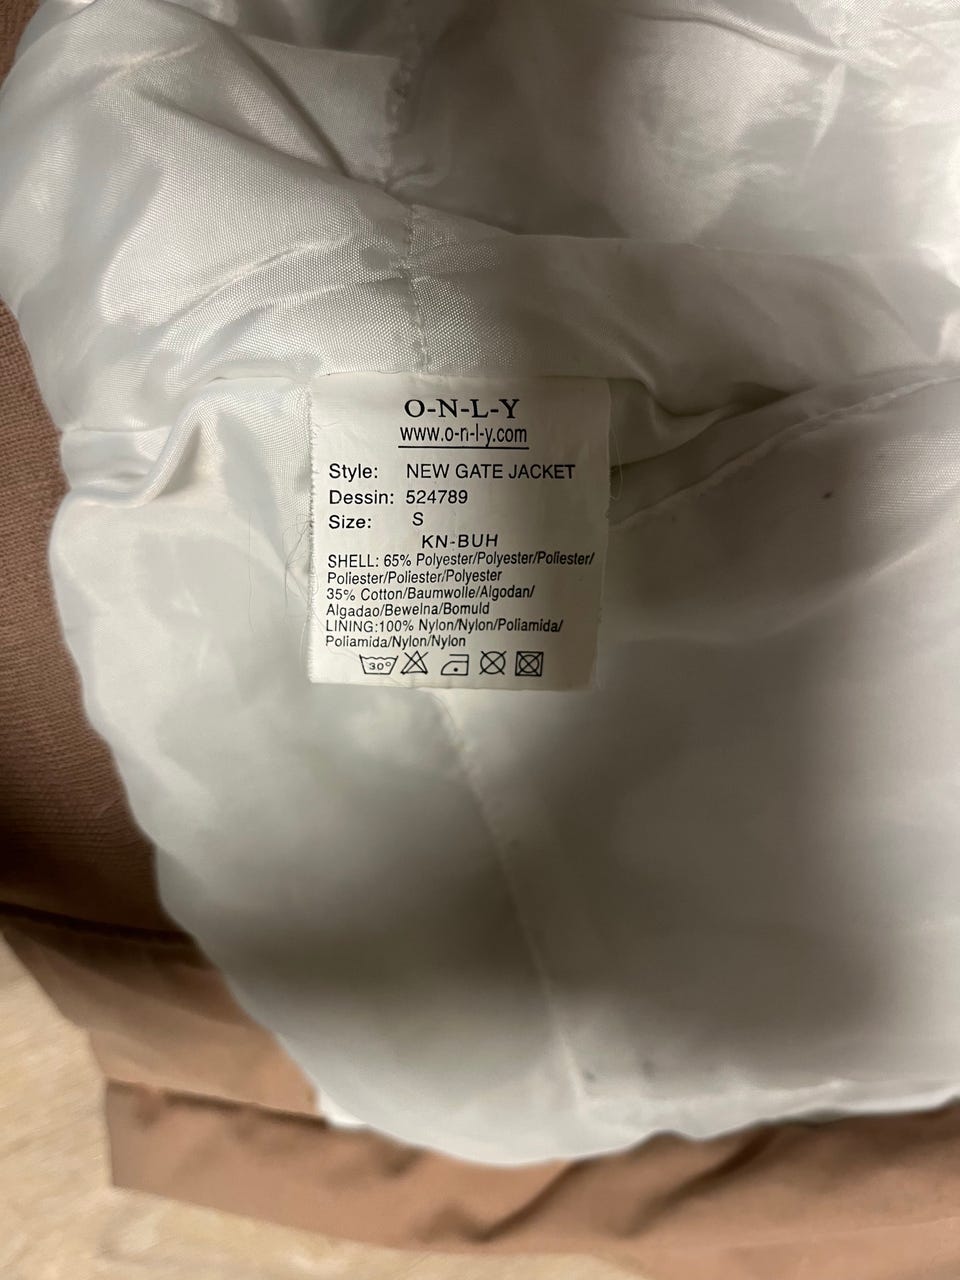 O-N-L-Y
www.o-n-l-y.com
Style: NEW GATE JACKET
Dessin: 524789
Size: S
KN-BUH
SHELL: 65% Polyester/Polyester/Poliester/
Poliester/Poliester/Polyester
35% Cotton/Baumwolle/Algodan/
Algadao/Bewelna/Bomuld
LINING:100% Nylon/Nylon/Poliamida/
Poliamida/Nylon/Nylon
30°